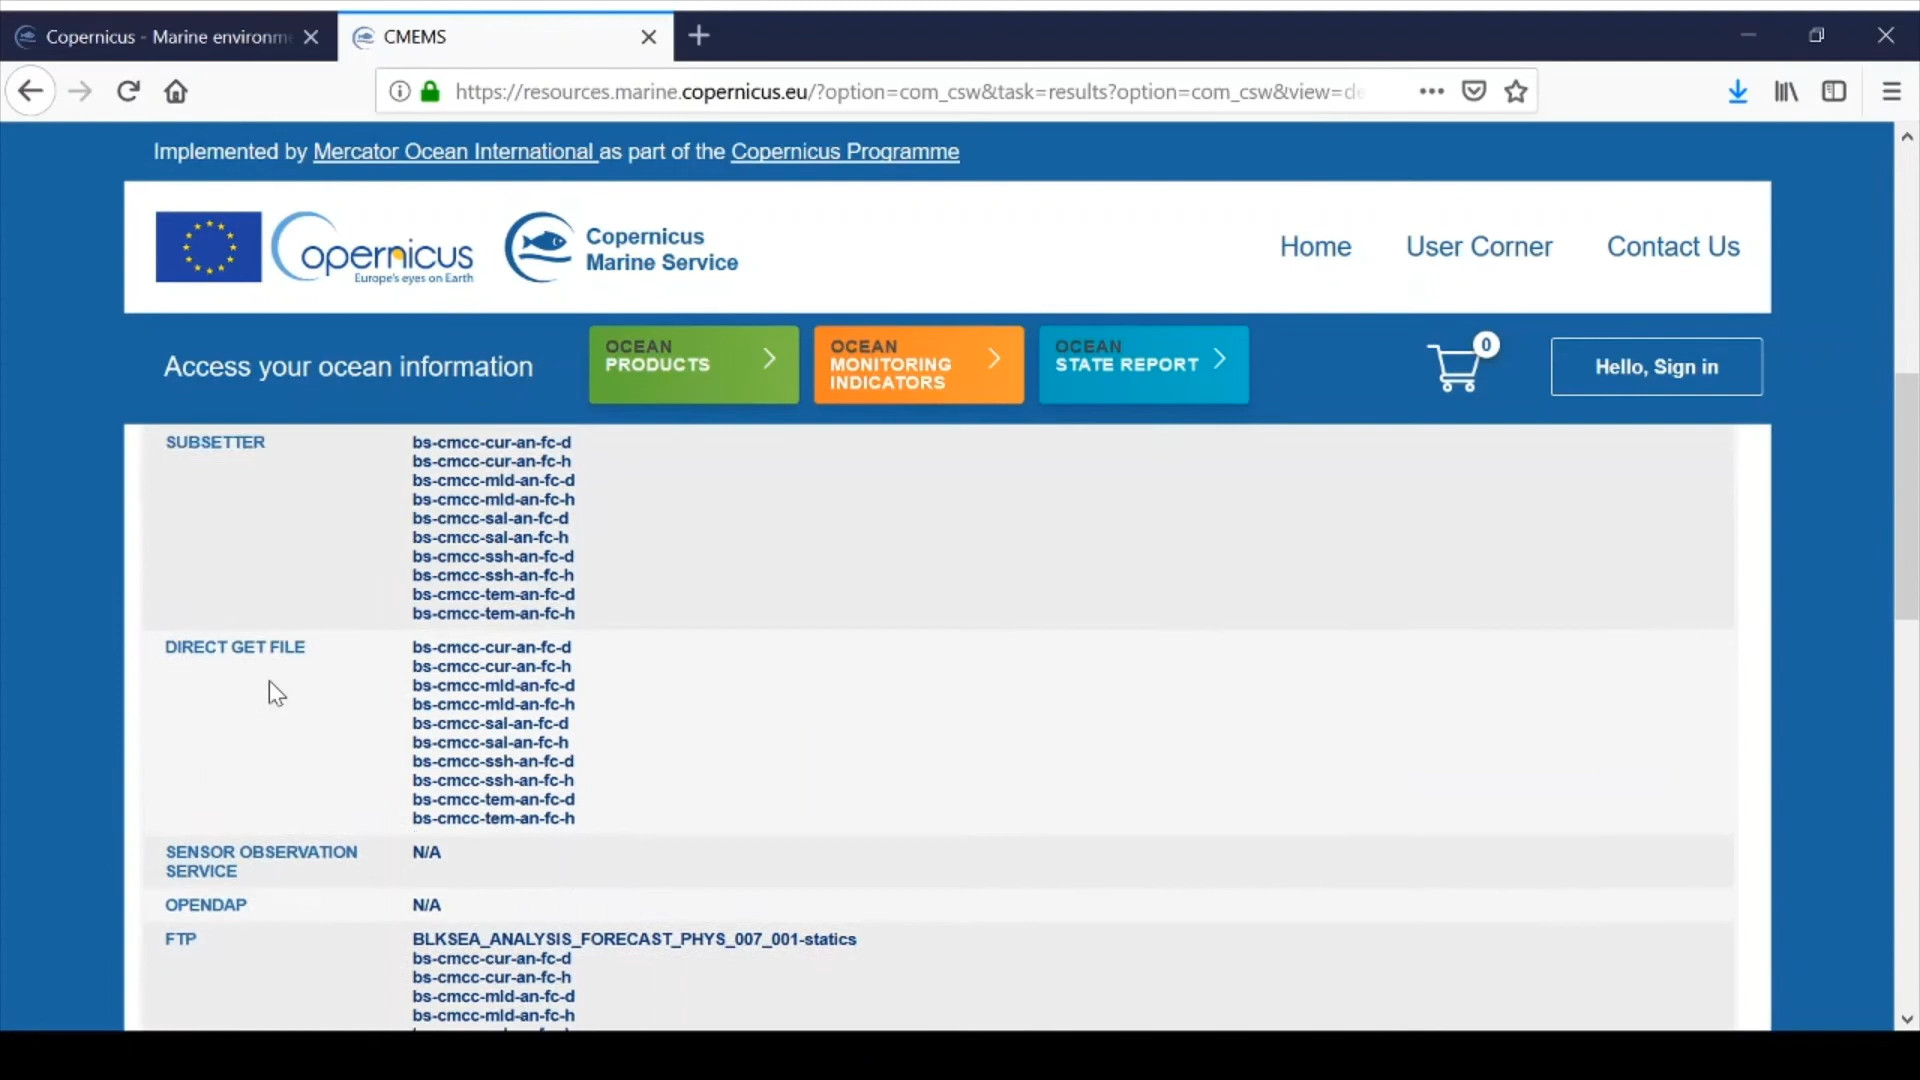 Copernicus - Marine environm
CMEMS
https://resources.marine.copernicus.eu/?option=com_csw&task=results?option=com_csw&view=de
Implemented by Mercator Ocean International as part of the Copernicus Programme
opernicus
Europe's eyes on Earth
Copernicus
Marine Service
Home
User Corner
Contact Us
Access your ocean information
OCEAN
PRODUCTS
OCEAN
MONITORING
INDICATORS
OCEAN
STATE REPORT
0
Hello, Sign in
SUBSETTER
bs-cmcc-cur-an-fc-d
bs-cmcc-cur-an-fc-h
bs-cmcc-mld-an-fc-d
bs-cmcc-mld-an-fc-h
bs-cmcc-sal-an-fc-d
bs-cmcc-sal-an-fc-h
bs-cmcc-ssh-an-fc-d
bs-cmcc-ssh-an-fc-h
bs-cmcc-tem-an-fc-d
bs-cmcc-tem-an-fc-h
DIRECT GET FILE
bs-cmcc-cur-an-fc-d
bs-cmcc-cur-an-fc-h
bs-cmcc-mld-an-fc-d
bs-cmcc-mld-an-fc-h
bs-cmcc-sal-an-fc-d
bs-cmcc-sal-an-fc-h
bs-cmcc-ssh-an-fc-d
bs-cmcc-ssh-an-fc-h
bs-cmcc-tem-an-fc-d
bs-cmcc-tem-an-fc-h
SENSOR OBSERVATION
SERVICE
N/A
OPENDAP
N/A
FTP
BLKSEA_ANALYSIS_FORECAST_PHYS_007_001-statics
bs-cmcc-cur-an-fc-d
bs-cmcc-cur-an-fc-h
bs-cmcc-mld-an-fc-d
bs-cmcc-mld-an-fc-h